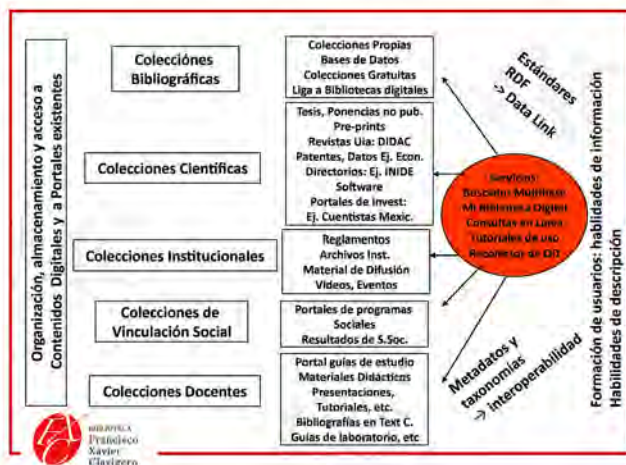 Organización, almacenamiento y acceso a
Contenidos Digitales y a Portales existentes
Colecciónes
Bibliográficas
Colecciones Propias
Bases de Datos
Colecciones Gratuitas
Liga a Bibliotecas digitales
Colecciones Científicas
Tesis, Ponencias no pub.
Pre-prints
Revistas Uia: DIDAC
Patentes, Datos Ej. Econ.
Directorios: Ej. INIDE
Software
Portales de Invest:
Ej. Cuentistas Mexic.
Colecciones Institucionales
Reglamentos
Archivos Inst.
Material de Difusión
Videos, Eventos
Colecciones de
Vinculación Social
Portales de programas
Sociales
Resultados de S.Soc.
Colecciones Docentes
Portal guías de estudio
Materiales Didácticos
Presentaciones,
Tutoriales, etc.
Bibliografías en Text C.
Guías de laboratorio, etc
Servicios:
Buscador
Mi Biblioteca Digital
Consultas en Línea
Tutoriales de uso
de
Estándares
RDF
-> Data Link
Metadatos y
taxonomías
-> Interoperabilidad
Formación de usuarios: habilidades de información
Habilidades de descripción
BIBLIOTECA
Francisco
Xavier
Clavigero